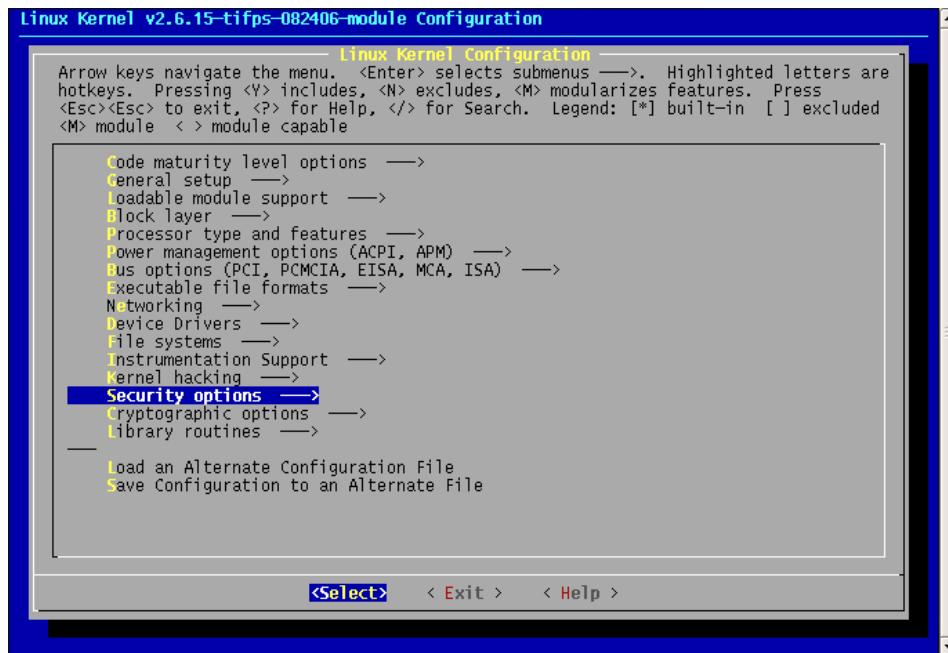 Linux Kernel v2.6.15-tifps-082406-module Configuration
Linux Kernel Configuration
Arrow keys navigate the menu.  <Enter> selects submenus --->.  Highlighted letters are
hotkeys.  Pressing <Y> includes, <N> excludes, <M> modularizes features.  Press
<Esc><Esc> to exit, <?> for Help, </> for Search.  Legend: [*] built-in  [ ] excluded
<M> module  < > module capable
Code maturity level options  --->
General setup  --->
Loadable module support  --->
Block layer  --->
Processor type and features  --->
Power management options (ACPI, APM)  --->
Bus options (PCI, PCMCIA, EISA, MCA, ISA)  --->
Executable file formats  --->
Networking  --->
Device Drivers  --->
File systems  --->
Instrumentation Support  --->
Kernel hacking  --->
Security options  --->
Cryptographic options  --->
Library routines  --->
---
Load an Alternate Configuration File
Save Configuration to an Alternate File
<Select>    < Exit >    < Help >